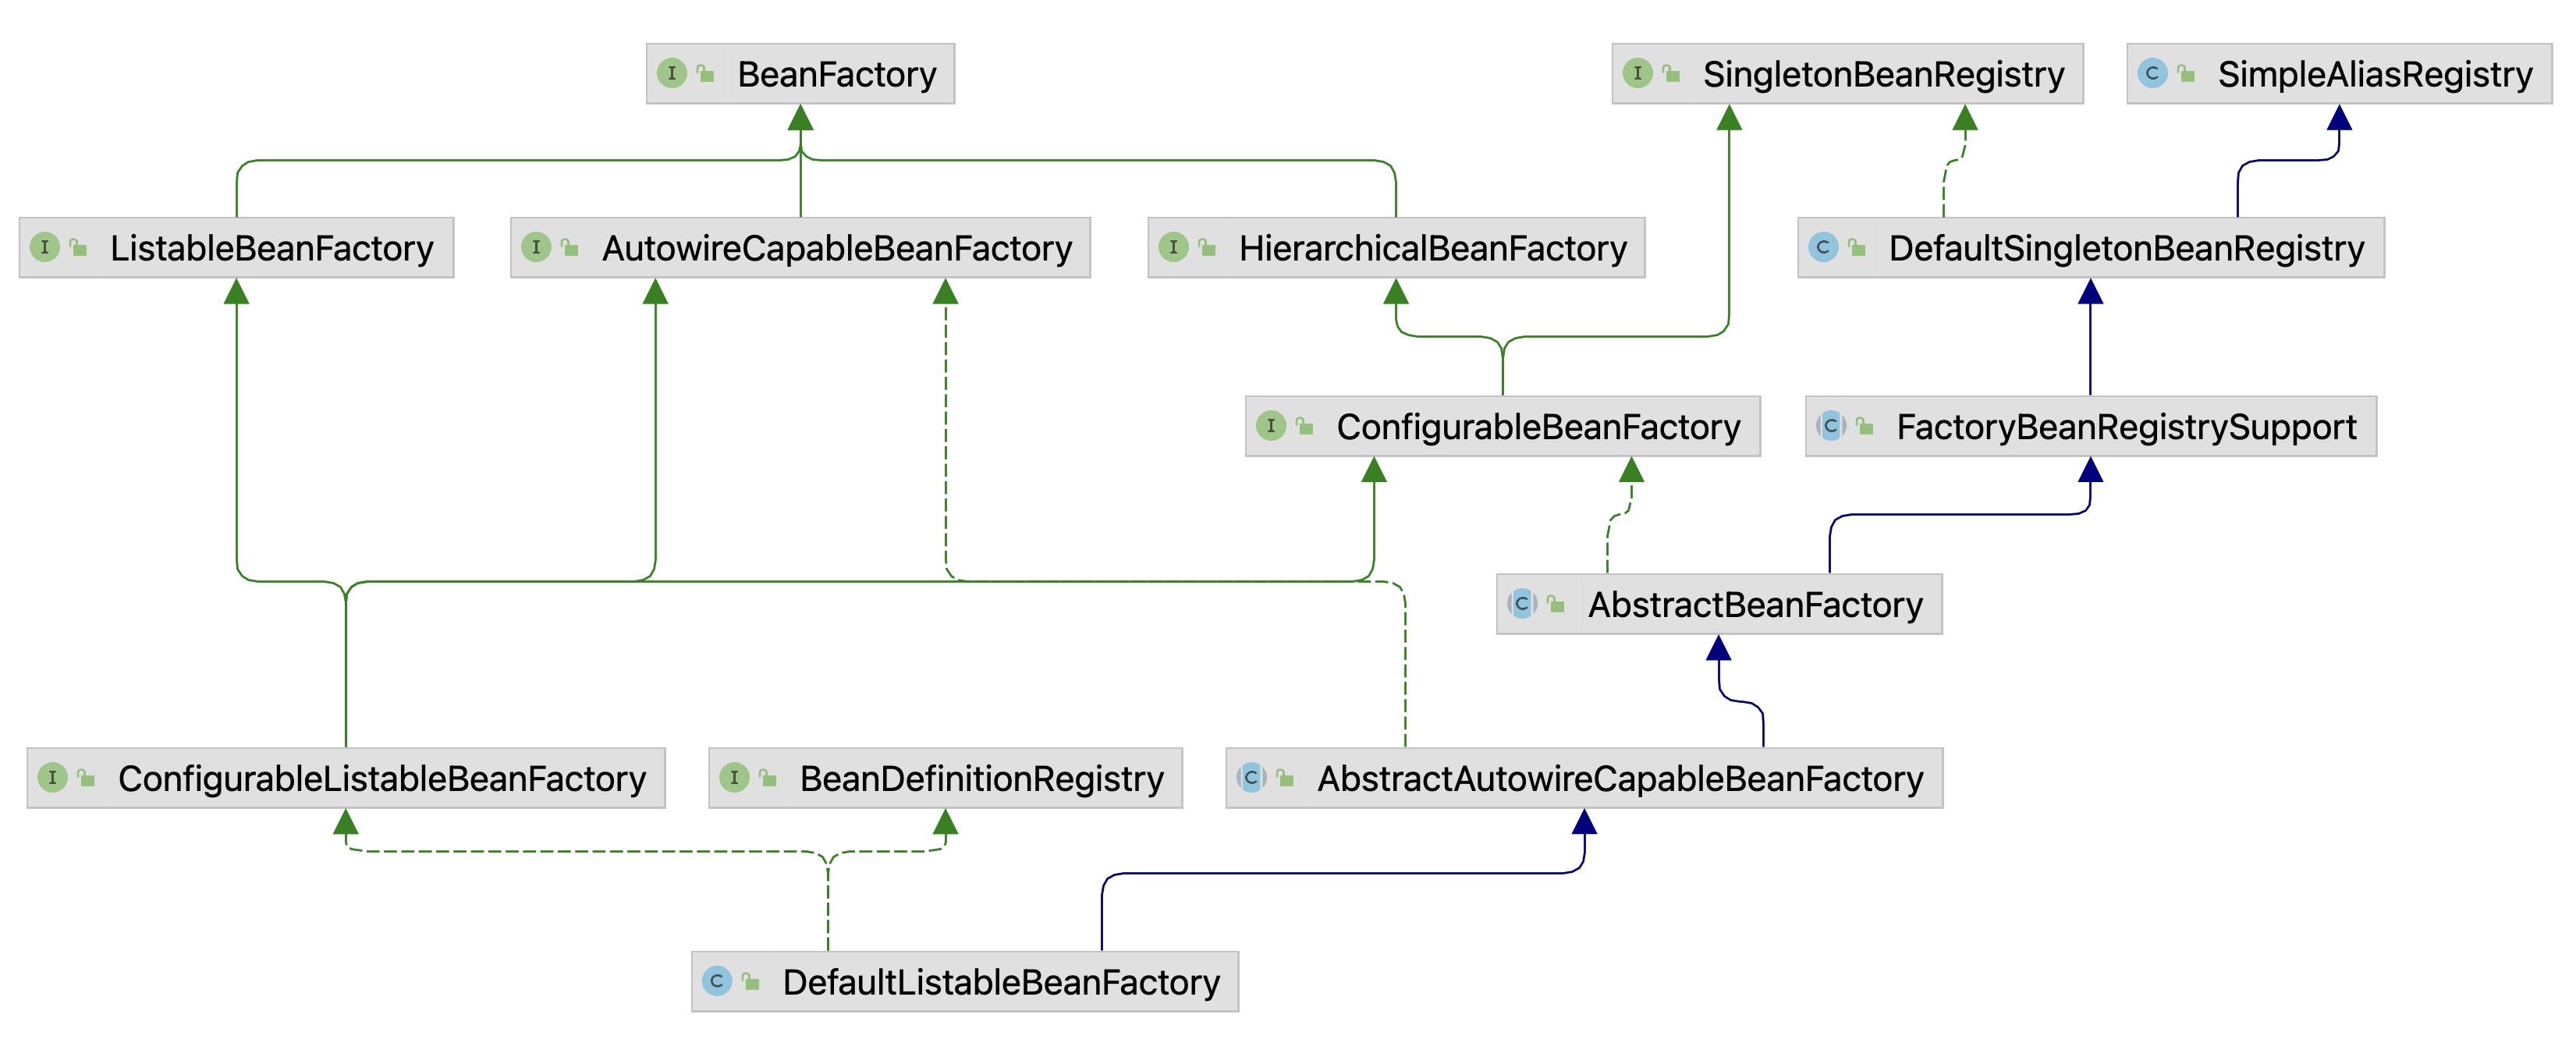 BeanFactory
SingletonBeanRegistry
SimpleAliasRegistry
ListableBeanFactory
AutowireCapableBeanFactory
HierarchicalBeanFactory
DefaultSingletonBeanRegistry
ConfigurableBeanFactory
FactoryBeanRegistrySupport
AbstractBeanFactory
ConfigurableListableBeanFactory
BeanDefinitionRegistry
AbstractAutowireCapableBeanFactory
DefaultListableBeanFactory